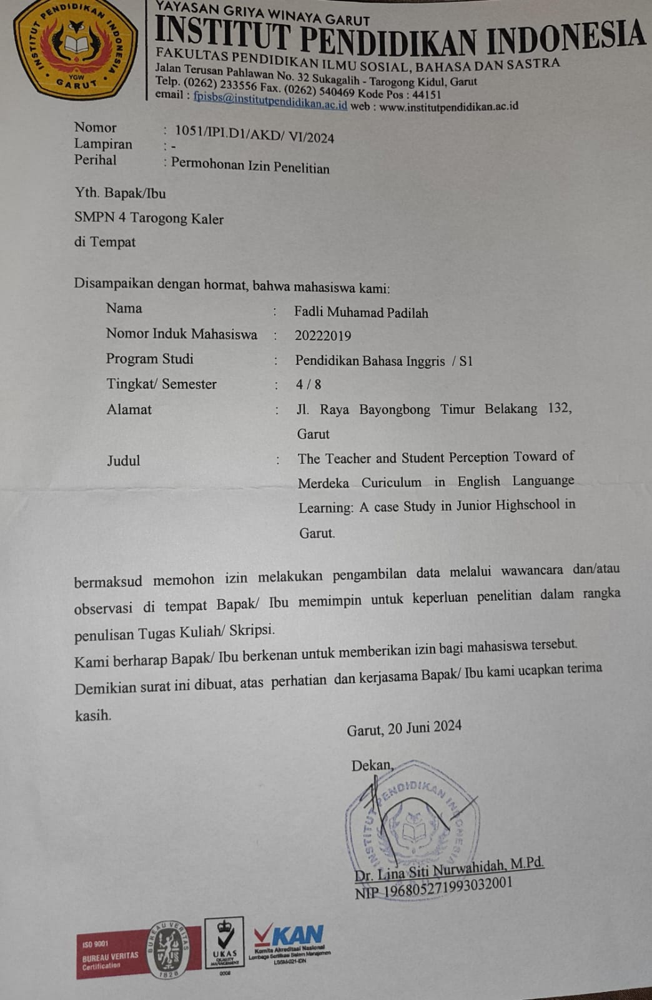 YAYASAN GRIYA WINAYA GARUT
INSTITUT PENDIDIKAN INDONESIA
FAKULTAS PENDIDIKAN ILMU SOSIAL, BAHASA DAN SASTRA
Jalan Terusan Pahlawan No. 32 Sukagalih - Tarogong Kidul, Garut
Telp. (0262) 233556 Fax. (0262) 540469 Kode Pos : 44151
email : fpisbs@institutpendidikan.ac.id web : www.institutpendidikan.ac.id
INSTITUT PENDIDIKAN INDONESIA
YGW
GARUT
Nomor : 1051/IPI.D1/AKD/ VI/2024
Lampiran : -
Perihal : Permohonan Izin Penelitian
Yth. Bapak/Ibu
SMPN 4 Tarogong Kaler
di Tempat
Disampaikan dengan hormat, bahwa mahasiswa kami:
Nama : Fadli Muhamad Padilah
Nomor Induk Mahasiswa : 20222019
Program Studi : Pendidikan Bahasa Inggris / S1
Tingkat/ Semester : 4 / 8
Alamat : Jl. Raya Bayongbong Timur Belakang 132,
Garut
Judul : The Teacher and Student Perception Toward of
Merdeka Curiculum in English Languange
Learning: A case Study in Junior Highschool in
Garut.
bermaksud memohon izin melakukan pengambilan data melalui wawancara dan/atau
observasi di tempat Bapak/ Ibu memimpin untuk keperluan penelitian dalam rangka
penulisan Tugas Kuliah/ Skripsi.
Kami berharap Bapak/ Ibu berkenan untuk memberikan izin bagi mahasiswa tersebut.
Demikian surat ini dibuat, atas perhatian dan kerjasama Bapak/ Ibu kami ucapkan terima
kasih.
Garut, 20 Juni 2024
Dekan,
INSTITUT PENDIDIKAN INDONESIA
Dr. Lina Siti Nurwahidah, M.Pd.
NIP 196805271993032001
ISO 9001
BUREAU VERITAS
Certification
BUREAU VERITAS
1828
UKAS
QUALITY
MANAGEMENT
0008
KAN
Komite Akreditasi Nasional
Lembaga Sertifikasi Sistem Manajemen
LSSM-021-IDN